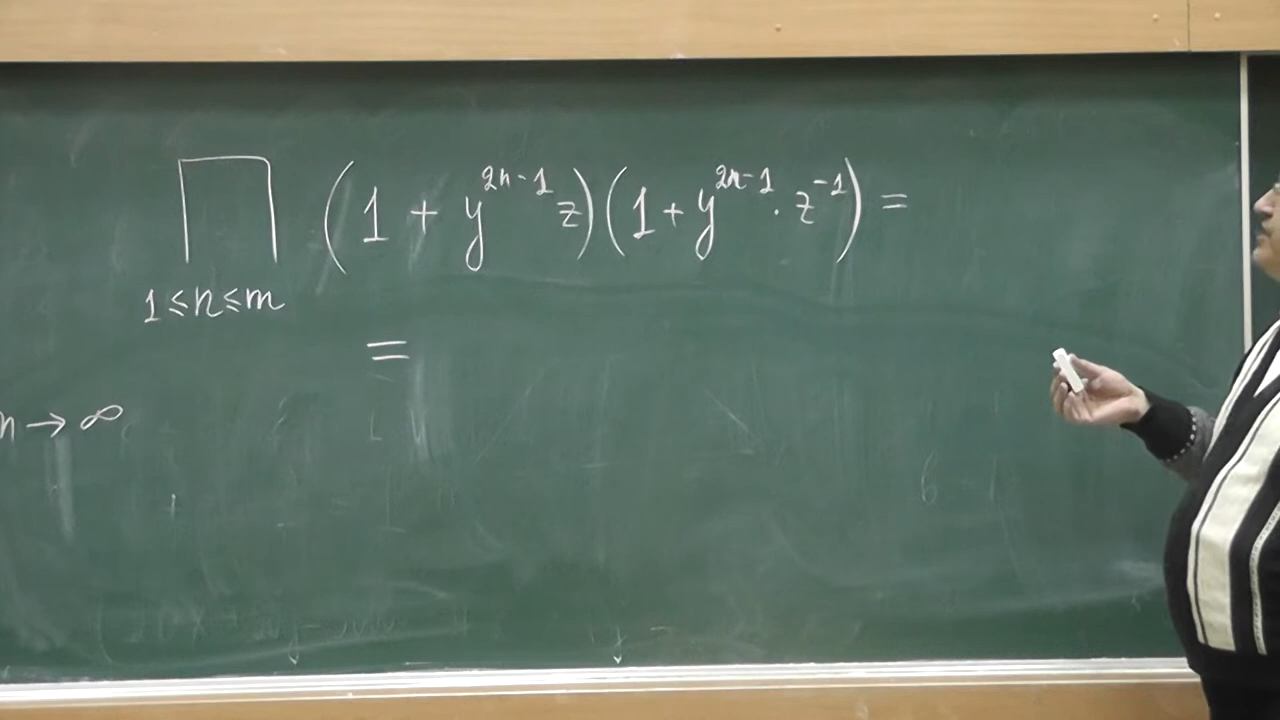 ∏ (1 + y^{2n-1} z)(1 + y^{2n-1} · z^{-1}) =
1 ≤ n ≤ m
=
→ ∞